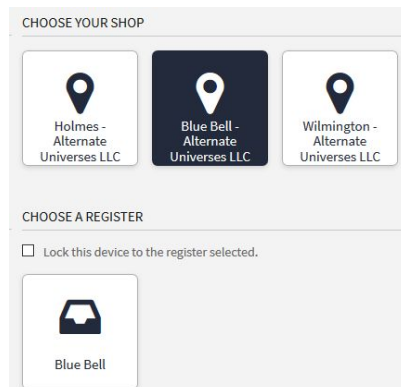 CHOOSE YOUR SHOP
Holmes -
Alternate
Universes LLC
Blue Bell -
Alternate
Universes LLC
Wilmington -
Alternate
Universes LLC
CHOOSE A REGISTER
Lock this device to the register selected.
Blue Bell